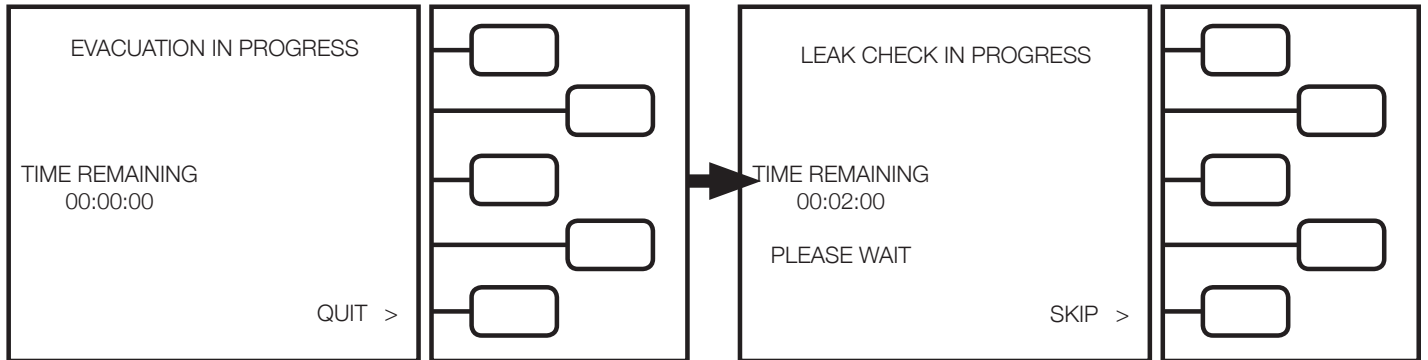 EVACUATION IN PROGRESS
TIME REMAINING
00:00:00
QUIT >
LEAK CHECK IN PROGRESS
TIME REMAINING
00:02:00
PLEASE WAIT
SKIP >